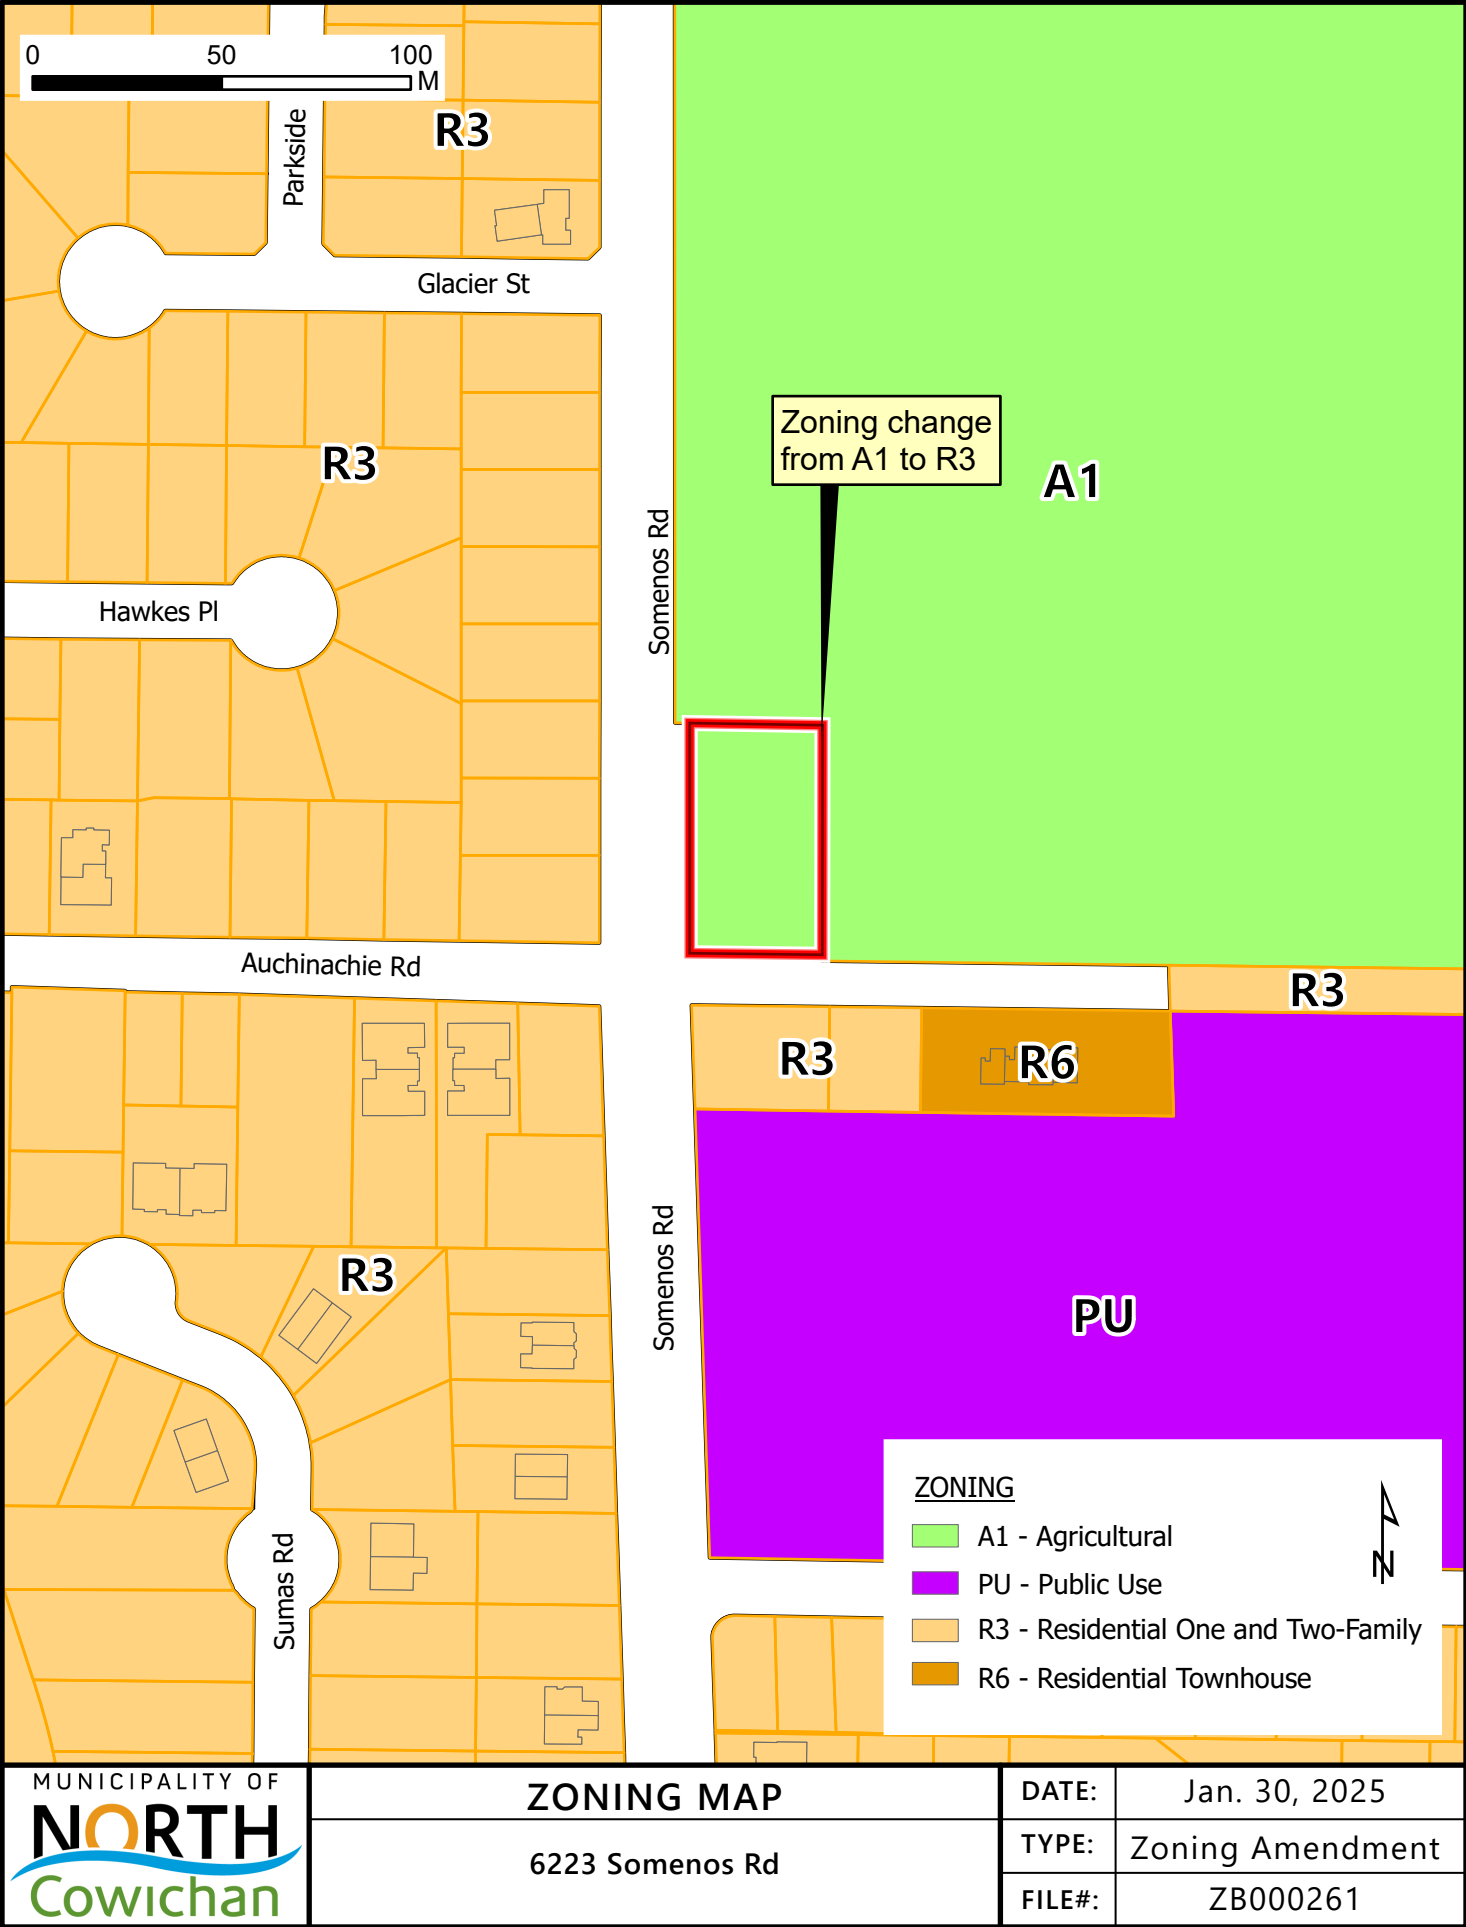 0 50 100
M
Parkside
R3
Glacier St
Zoning change
from A1 to R3
A1
R3
Somenos Rd
Hawkes Pl
Auchinachie Rd
R3
R3
R6
Somenos Rd
R3
PU
Sumas Rd
ZONING
A1 - Agricultural
PU - Public Use
R3 - Residential One and Two-Family
R6 - Residential Townhouse
N
MUNICIPALITY OF
NORTH
Cowichan
ZONING MAP
6223 Somenos Rd
DATE: Jan. 30, 2025
TYPE: Zoning Amendment
FILE#: ZB000261